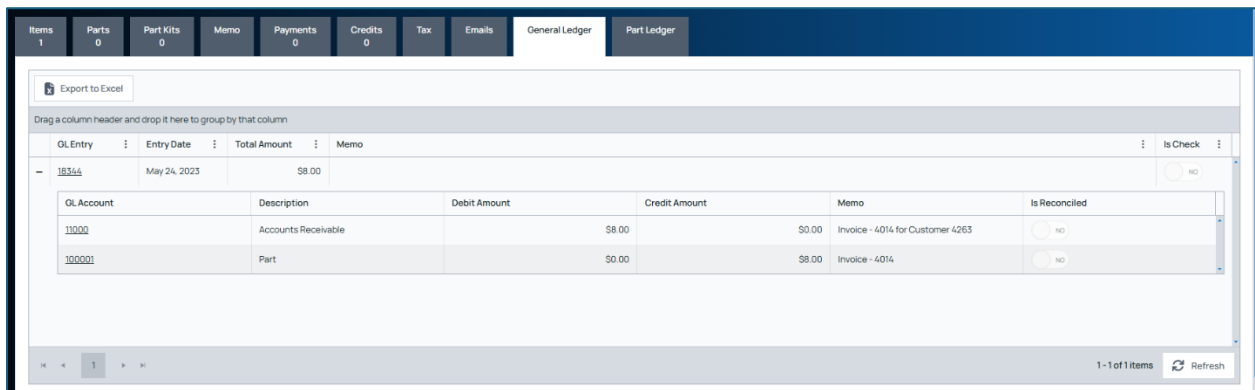 Items Parts Part Kits Memo Payments Credits Tax Emails General Ledger Part Ledger
1 0 0 0 0
Export to Excel
Drag a column header and drop it here to group by that column
GL Entry Entry Date Total Amount Memo Is Check
18344 May 24, 2023 $8.00 NO
GL Account Description Debit Amount Credit Amount Memo Is Reconciled
11000 Accounts Receivable $8.00 $0.00 Invoice - 4014 for Customer 4263 NO
100001 Part $0.00 $8.00 Invoice - 4014 NO
1 1 - 1 of 1 items Refresh